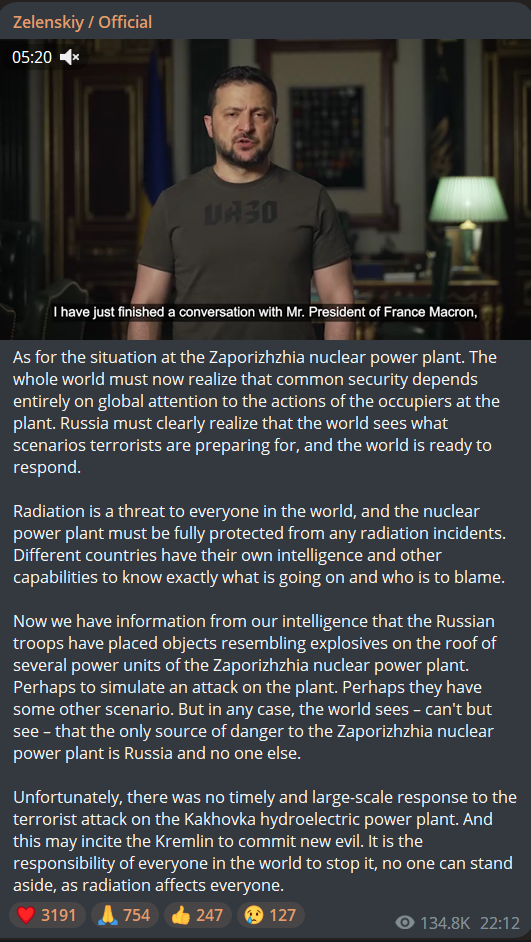 Zelenskiy / Official
05:20
I have just finished a conversation with Mr. President of France Macron,
As for the situation at the Zaporizhzhia nuclear power plant. The
whole world must now realize that common security depends
entirely on global attention to the actions of the occupiers at the
plant. Russia must clearly realize that the world sees what
scenarios terrorists are preparing for, and the world is ready to
respond.
Radiation is a threat to everyone in the world, and the nuclear
power plant must be fully protected from any radiation incidents.
Different countries have their own intelligence and other
capabilities to know exactly what is going on and who is to blame.
Now we have information from our intelligence that the Russian
troops have placed objects resembling explosives on the roof of
several power units of the Zaporizhzhia nuclear power plant.
Perhaps to simulate an attack on the plant. Perhaps they have
some other scenario. But in any case, the world sees – can't but
see – that the only source of danger to the Zaporizhzhia nuclear
power plant is Russia and no one else.
Unfortunately, there was no timely and large-scale response to the
terrorist attack on the Kakhovka hydroelectric power plant. And
this may incite the Kremlin to commit new evil. It is the
responsibility of everyone in the world to stop it, no one can stand
aside, as radiation affects everyone.
3191 754 247 127
134.8K 22:12